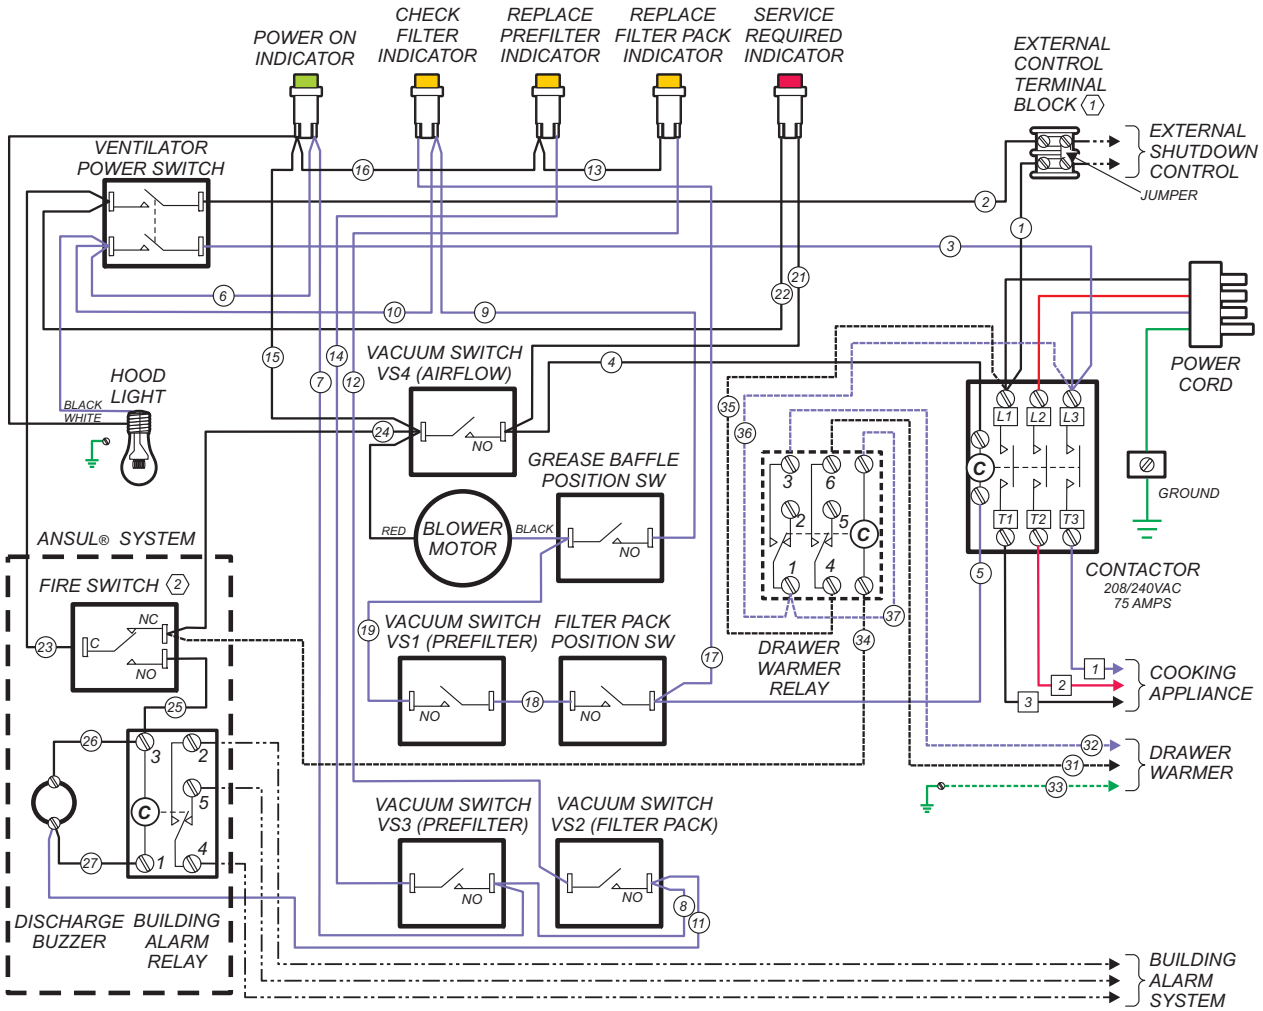 POWER ON
INDICATOR
CHECK
FILTER
INDICATOR
REPLACE
PREFILTER
INDICATOR
REPLACE
FILTER PACK
INDICATOR
SERVICE
REQUIRED
INDICATOR
EXTERNAL
CONTROL
TERMINAL
BLOCK 1
EXTERNAL
SHUTDOWN
CONTROL
JUMPER
VENTILATOR
POWER SWITCH
16
13
2
1
3
6
10
9
22
21
15
14
7
12
4
VACUUM SWITCH
VS4 (AIRFLOW)
NO
24
HOOD
LIGHT
BLACK
WHITE
POWER
CORD
GROUND
L1
L2
L3
C
T1
T2
T3
CONTACTOR
208/240VAC
75 AMPS
5
35
36
3
6
2
5
C
1
4
37
34
DRAWER
WARMER
RELAY
GREASE BAFFLE
POSITION SW
NO
RED
BLOWER
MOTOR
BLACK
ANSUL® SYSTEM
FIRE SWITCH 2
NC
C
NO
23
25
19
VACUUM SWITCH
VS1 (PREFILTER)
NO
18
FILTER PACK
POSITION SW
NO
17
1
2
3
COOKING
APPLIANCE
32
31
33
DRAWER
WARMER
26
27
3
2
5
C
1
4
DISCHARGE
BUZZER
BUILDING
ALARM
RELAY
VACUUM SWITCH
VS3 (PREFILTER)
NO
VACUUM SWITCH
VS2 (FILTER PACK)
NO
8
11
BUILDING
ALARM
SYSTEM